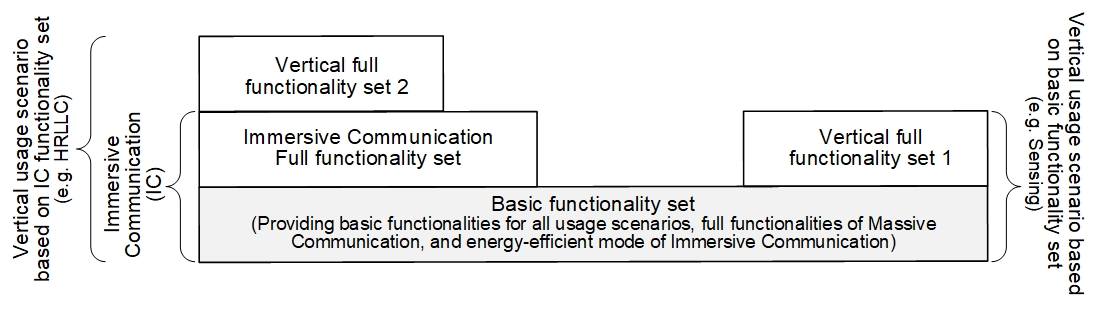 Vertical usage scenario
based on IC functionality set
(e.g. HRLLC)
Immersive
Communication
(IC)
Vertical full
functionality set 2
Immersive Communication
Full functionality set
Vertical full
functionality set 1
Basic functionality set
(Providing basic functionalities for all usage scenarios, full functionalities of Massive
Communication, and energy-efficient mode of Immersive Communication)
Vertical usage scenario based
on basic functionality set
(e.g. Sensing)